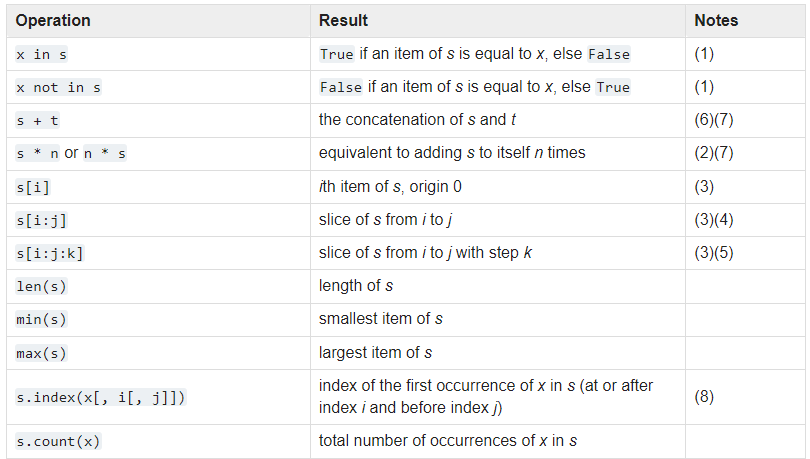 Operation Result Notes
x in s True if an item of s is equal to x, else False (1)
x not in s False if an item of s is equal to x, else True (1)
s + t the concatenation of s and t (6)(7)
s * n or n * s equivalent to adding s to itself n times (2)(7)
s[i] ith item of s, origin 0 (3)
s[i:j] slice of s from i to j (3)(4)
s[i:j:k] slice of s from i to j with step k (3)(5)
len(s) length of s
min(s) smallest item of s
max(s) largest item of s
s.index(x[, i[, j]]) index of the first occurrence of x in s (at or after
index i and before index j) (8)
s.count(x) total number of occurrences of x in s